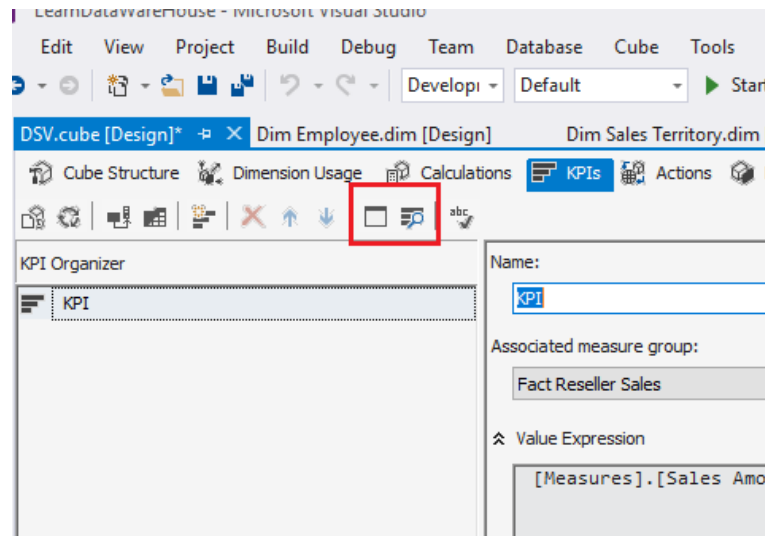 LearnDataWareHouse - Microsoft Visual Studio
Edit View Project Build Debug Team Database Cube Tools
Developı Default Start
DSV.cube [Design]* Dim Employee.dim [Design] Dim Sales Territory.dim
Cube Structure Dimension Usage Calculations KPIs Actions
abc
KPI Organizer
Name:
KPI
KPI
Associated measure group:
Fact Reseller Sales
Value Expression
[Measures].[Sales Amo